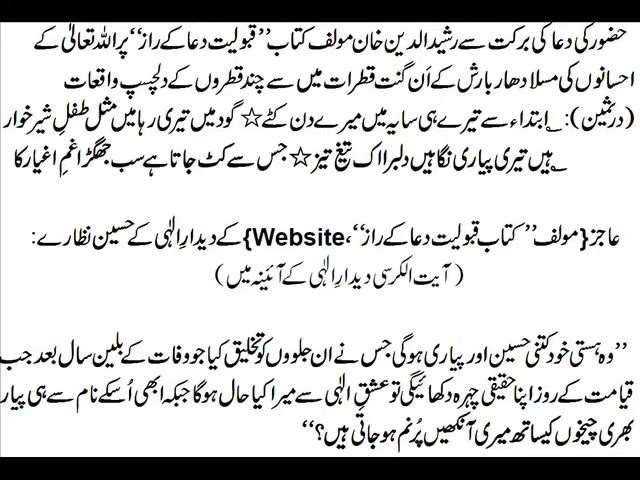 حضور کی دعا کی برکت سے رشید الدین خان مولف کتاب ’’قبولیت دعا کے راز‘‘ پر اللہ تعالیٰ کے
احسانوں کی مسلا دھار بارش کے اَن گنت قطرات میں سے چند قطروں کے دلچسپ واقعات
(درثمین): ؂ ابتداء سے تیرے ہی سایہ میں میرے دن کٹے ☆ گود میں تیری رہا میں مثل طفلِ شیر خوار
؂ ہیں تیری پیاری نگاہیں دلبرا اک تیغ تیز ☆ جس سے کٹ جاتا ہے سب جھگڑا غمِ اغیار کا
عاجز {مولف ’’کتاب قبولیت دعا کے راز‘‘، Website} کے دیدارِ الٰہی کے حسین نظارے:
(آیت الکرسی دیدارِ الٰہی کے آئینہ میں)
’’وہ ہستی خود کتنی حسین اور پیاری ہوگی جس نے ان جلووں کو تخلیق کیا جو وفات کے بلین سال بعد جب
قیامت کے روز اپنا حقیقی چہرہ دکھائیگی تو عشقِ الٰہی سے میرا کیا حال ہوگا جبکہ ابھی اُسکے نام سے ہی پیار
بھری چیخوں کیساتھ میری آنکھیں پُرنم ہو جاتی ہیں؟‘‘